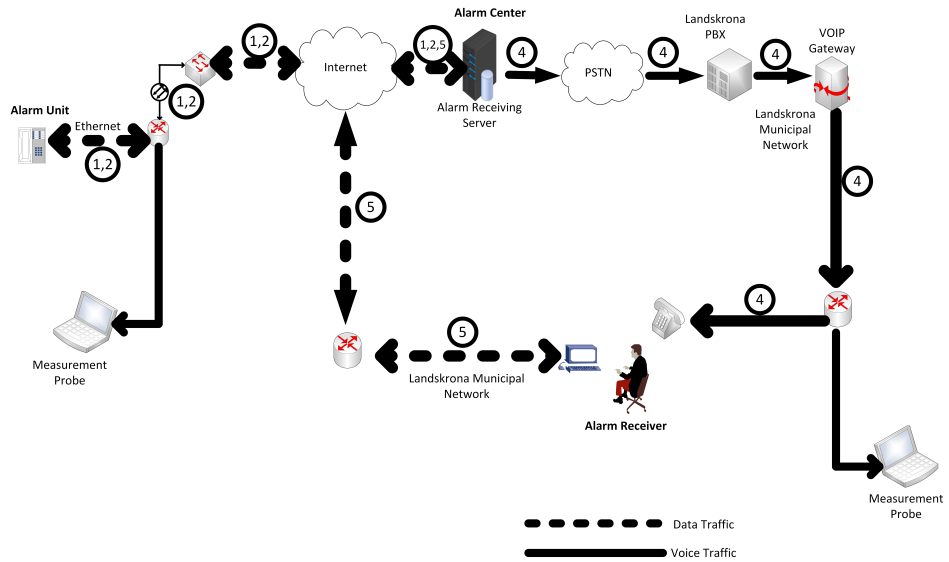 Alarm Center
Landskrona
PBX
VOIP
Gateway
1,2
Internet
1,2,5
4
PSTN
4
4
1,2
Alarm Unit
Ethernet
1,2
Alarm Receiving
Server
Landskrona
Municipal
Network
4
5
4
5
Measurement
Probe
Landskrona Municipal
Network
Alarm Receiver
Measurement
Probe
Data Traffic
Voice Traffic